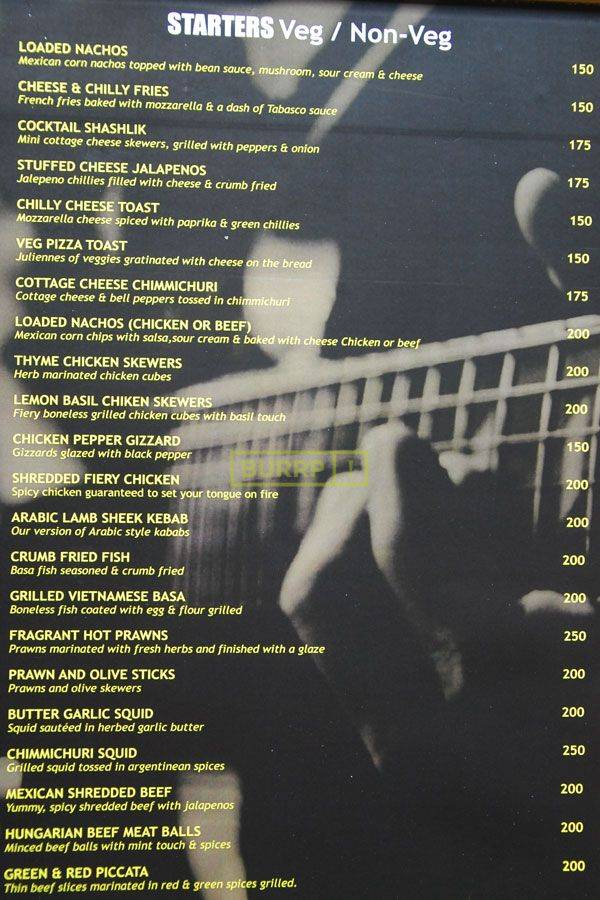 STARTERS Veg / Non-Veg
LOADED NACHOS
Mexican corn nachos topped with bean sauce, mushroom, sour cream & cheese 150
CHEESE & CHILLY FRIES
French fries baked with mozzarella & a dash of Tabasco sauce 150
COCKTAIL SHASHLIK
Mini cottage cheese skewers, grilled with peppers & onion 175
STUFFED CHEESE JALAPENOS
Jalepeno chillies filled with cheese & crumb fried 175
CHILLY CHEESE TOAST
Mozzarella cheese spiced with paprika & green chillies 150
VEG PIZZA TOAST
Juliennes of veggies gratinated with cheese on the bread 150
COTTAGE CHEESE CHIMMICHURI
Cottage cheese & bell peppers tossed in chimmichuri 175
LOADED NACHOS (CHICKEN OR BEEF)
Mexican corn chips with salsa,sour cream & baked with cheese Chicken or beef 200
THYME CHICKEN SKEWERS
Herb marinated chicken cubes 200
LEMON BASIL CHIKEN SKEWERS
Fiery boneless grilled chicken cubes with basil touch 200
CHICKEN PEPPER GIZZARD
Gizzards glazed with black pepper 150
BURRP !
SHREDDED FIERY CHICKEN
Spicy chicken guaranteed to set your tongue on fire 200
ARABIC LAMB SHEEK KEBAB
Our version of Arabic style kababs 200
CRUMB FRIED FISH
Basa fish seasoned & crumb fried 200
GRILLED VIETNAMESE BASA
Boneless fish coated with egg & flour grilled 200
FRAGRANT HOT PRAWNS
Prawns marinated with fresh herbs and finished with a glaze 250
PRAWN AND OLIVE STICKS
Prawns and olive skewers 200
BUTTER GARLIC SQUID
Squid sautéed in herbed garlic butter 200
CHIMMICHURI SQUID
Grilled squid tossed in argentinean spices 250
MEXICAN SHREDDED BEEF
Yummy, spicy shredded beef with jalapenos 200
HUNGARIAN BEEF MEAT BALLS
Minced beef balls with mint touch & spices 200
GREEN & RED PICCATA
Thin beef slices marinated in red & green spices grilled. 200